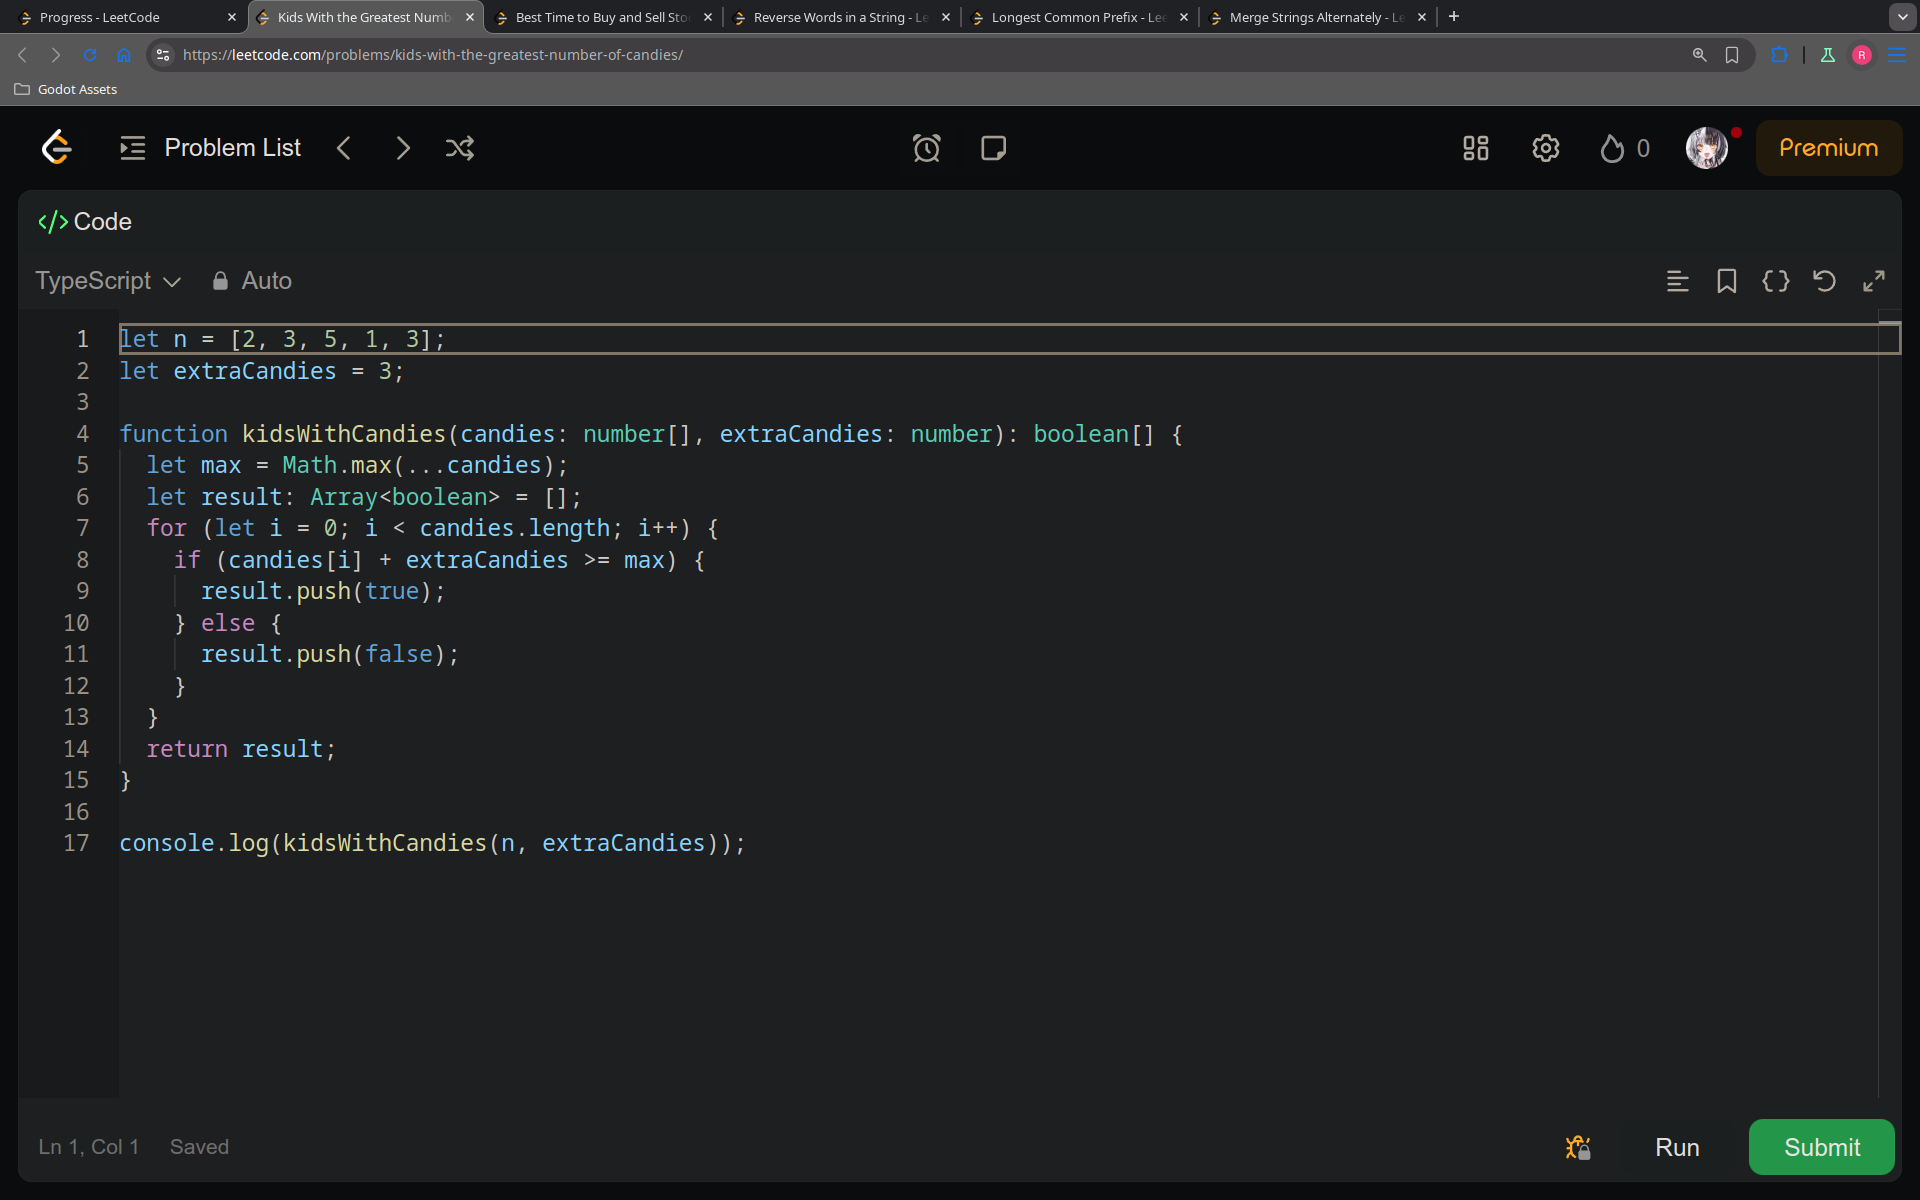 Progress - LeetCode
Kids With the Greatest Numb
Best Time to Buy and Sell Sto
Reverse Words in a String - Le
Longest Common Prefix - Lee
Merge Strings Alternately - Le
https://leetcode.com/problems/kids-with-the-greatest-number-of-candies/
R
Godot Assets
Problem List
0
Premium
</> Code
TypeScript
Auto
1 let n = [2, 3, 5, 1, 3];
2 let extraCandies = 3;
3
4 function kidsWithCandies(candies: number[], extraCandies: number): boolean[] {
5   let max = Math.max(...candies);
6   let result: Array<boolean> = [];
7   for (let i = 0; i < candies.length; i++) {
8     if (candies[i] + extraCandies >= max) {
9       result.push(true);
10     } else {
11       result.push(false);
12     }
13   }
14   return result;
15 }
16
17 console.log(kidsWithCandies(n, extraCandies));
Ln 1, Col 1
Saved
Run
Submit